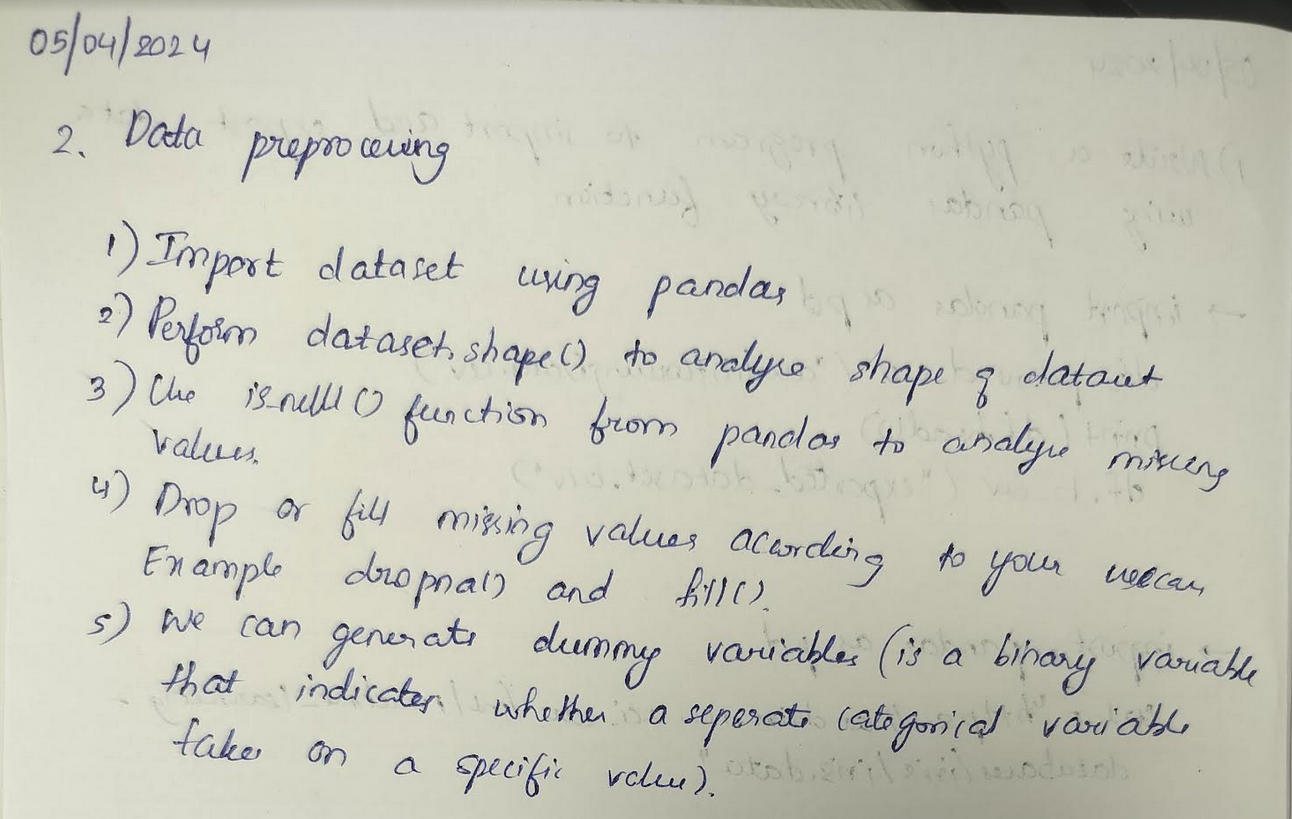 05/04/2024
2. Data preprocessing
1) Import dataset using pandas
2) Perform dataset.shape() to analyse shape of dataset
3) Use isnull() function from pandas to analyse missing
values.
4) Drop or fill missing values acording to your usecase
Example dropna() and fill().
5) We can generate dummy variables (is a binary variable
that indicates whether a seperate categorical variable
takes on a specific value).